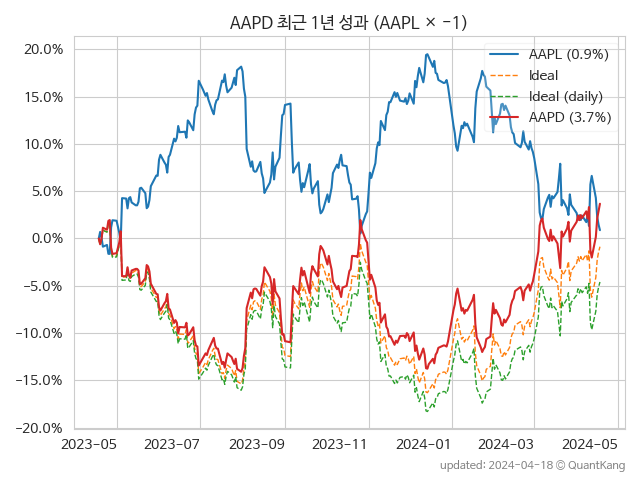 AAPD 최근 1년 성과 (AAPL × −1)
20.0%
15.0%
10.0%
5.0%
0.0%
−5.0%
−10.0%
−15.0%
−20.0%
AAPL (0.9%)
Ideal
Ideal (daily)
AAPD (3.7%)
2023-05 2023-07 2023-09 2023-11 2024-01 2024-03 2024-05
updated: 2024-04-18 © QuantKang